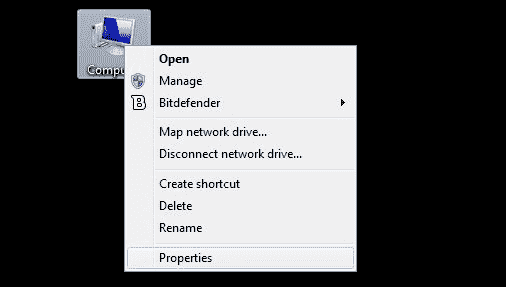 Compu
Open
Manage
Bitdefender
Map network drive...
Disconnect network drive...
Create shortcut
Delete
Rename
Properties